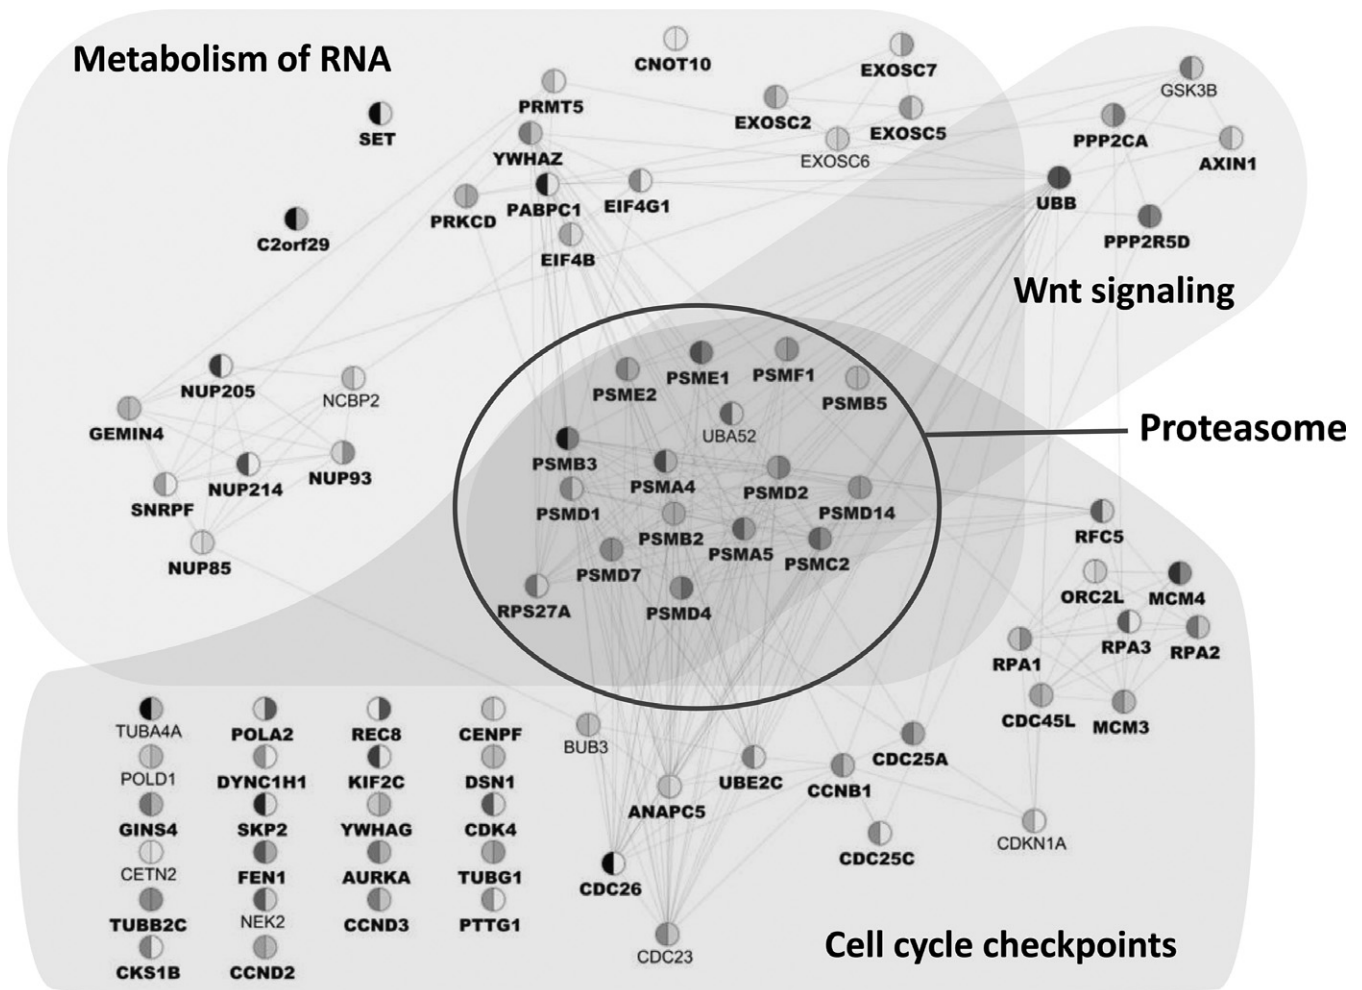 Metabolism of RNA
CNOT10
EXOSC7
PRMT5
EXOSC2
EXOSC5
EXOSC6
SET
YWHAZ
GSK3B
PPP2CA
AXIN1
UBB
PPP2R5D
Wnt signaling
PRKCD
PABPC1
EIF4G1
EIF4B
C2orf29
NUP205
NCBP2
GEMIN4
NUP214
NUP93
SNRPF
NUP85
PSME2
PSME1
PSMF1
PSMB5
UBA52
Proteasome
PSMB3
PSMA4
PSMD2
PSMD1
PSMD14
PSMB2
PSMA5
PSMC2
PSMD7
RPS27A
PSMD4
RFC5
ORC2L
MCM4
RPA1
RPA3
RPA2
CDC45L
MCM3
TUBA4A
POLA2
REC8
CENPF
BUB3
POLD1
DYNC1H1
KIF2C
DSN1
UBE2C
CCNB1
CDC25A
ANAPC5
GINS4
SKP2
YWHAG
CDK4
CDC25C
CDKN1A
CETN2
FEN1
AURKA
TUBG1
CDC26
TUBB2C
NEK2
CCND3
PTTG1
CKS1B
CCND2
CDC23
Cell cycle checkpoints